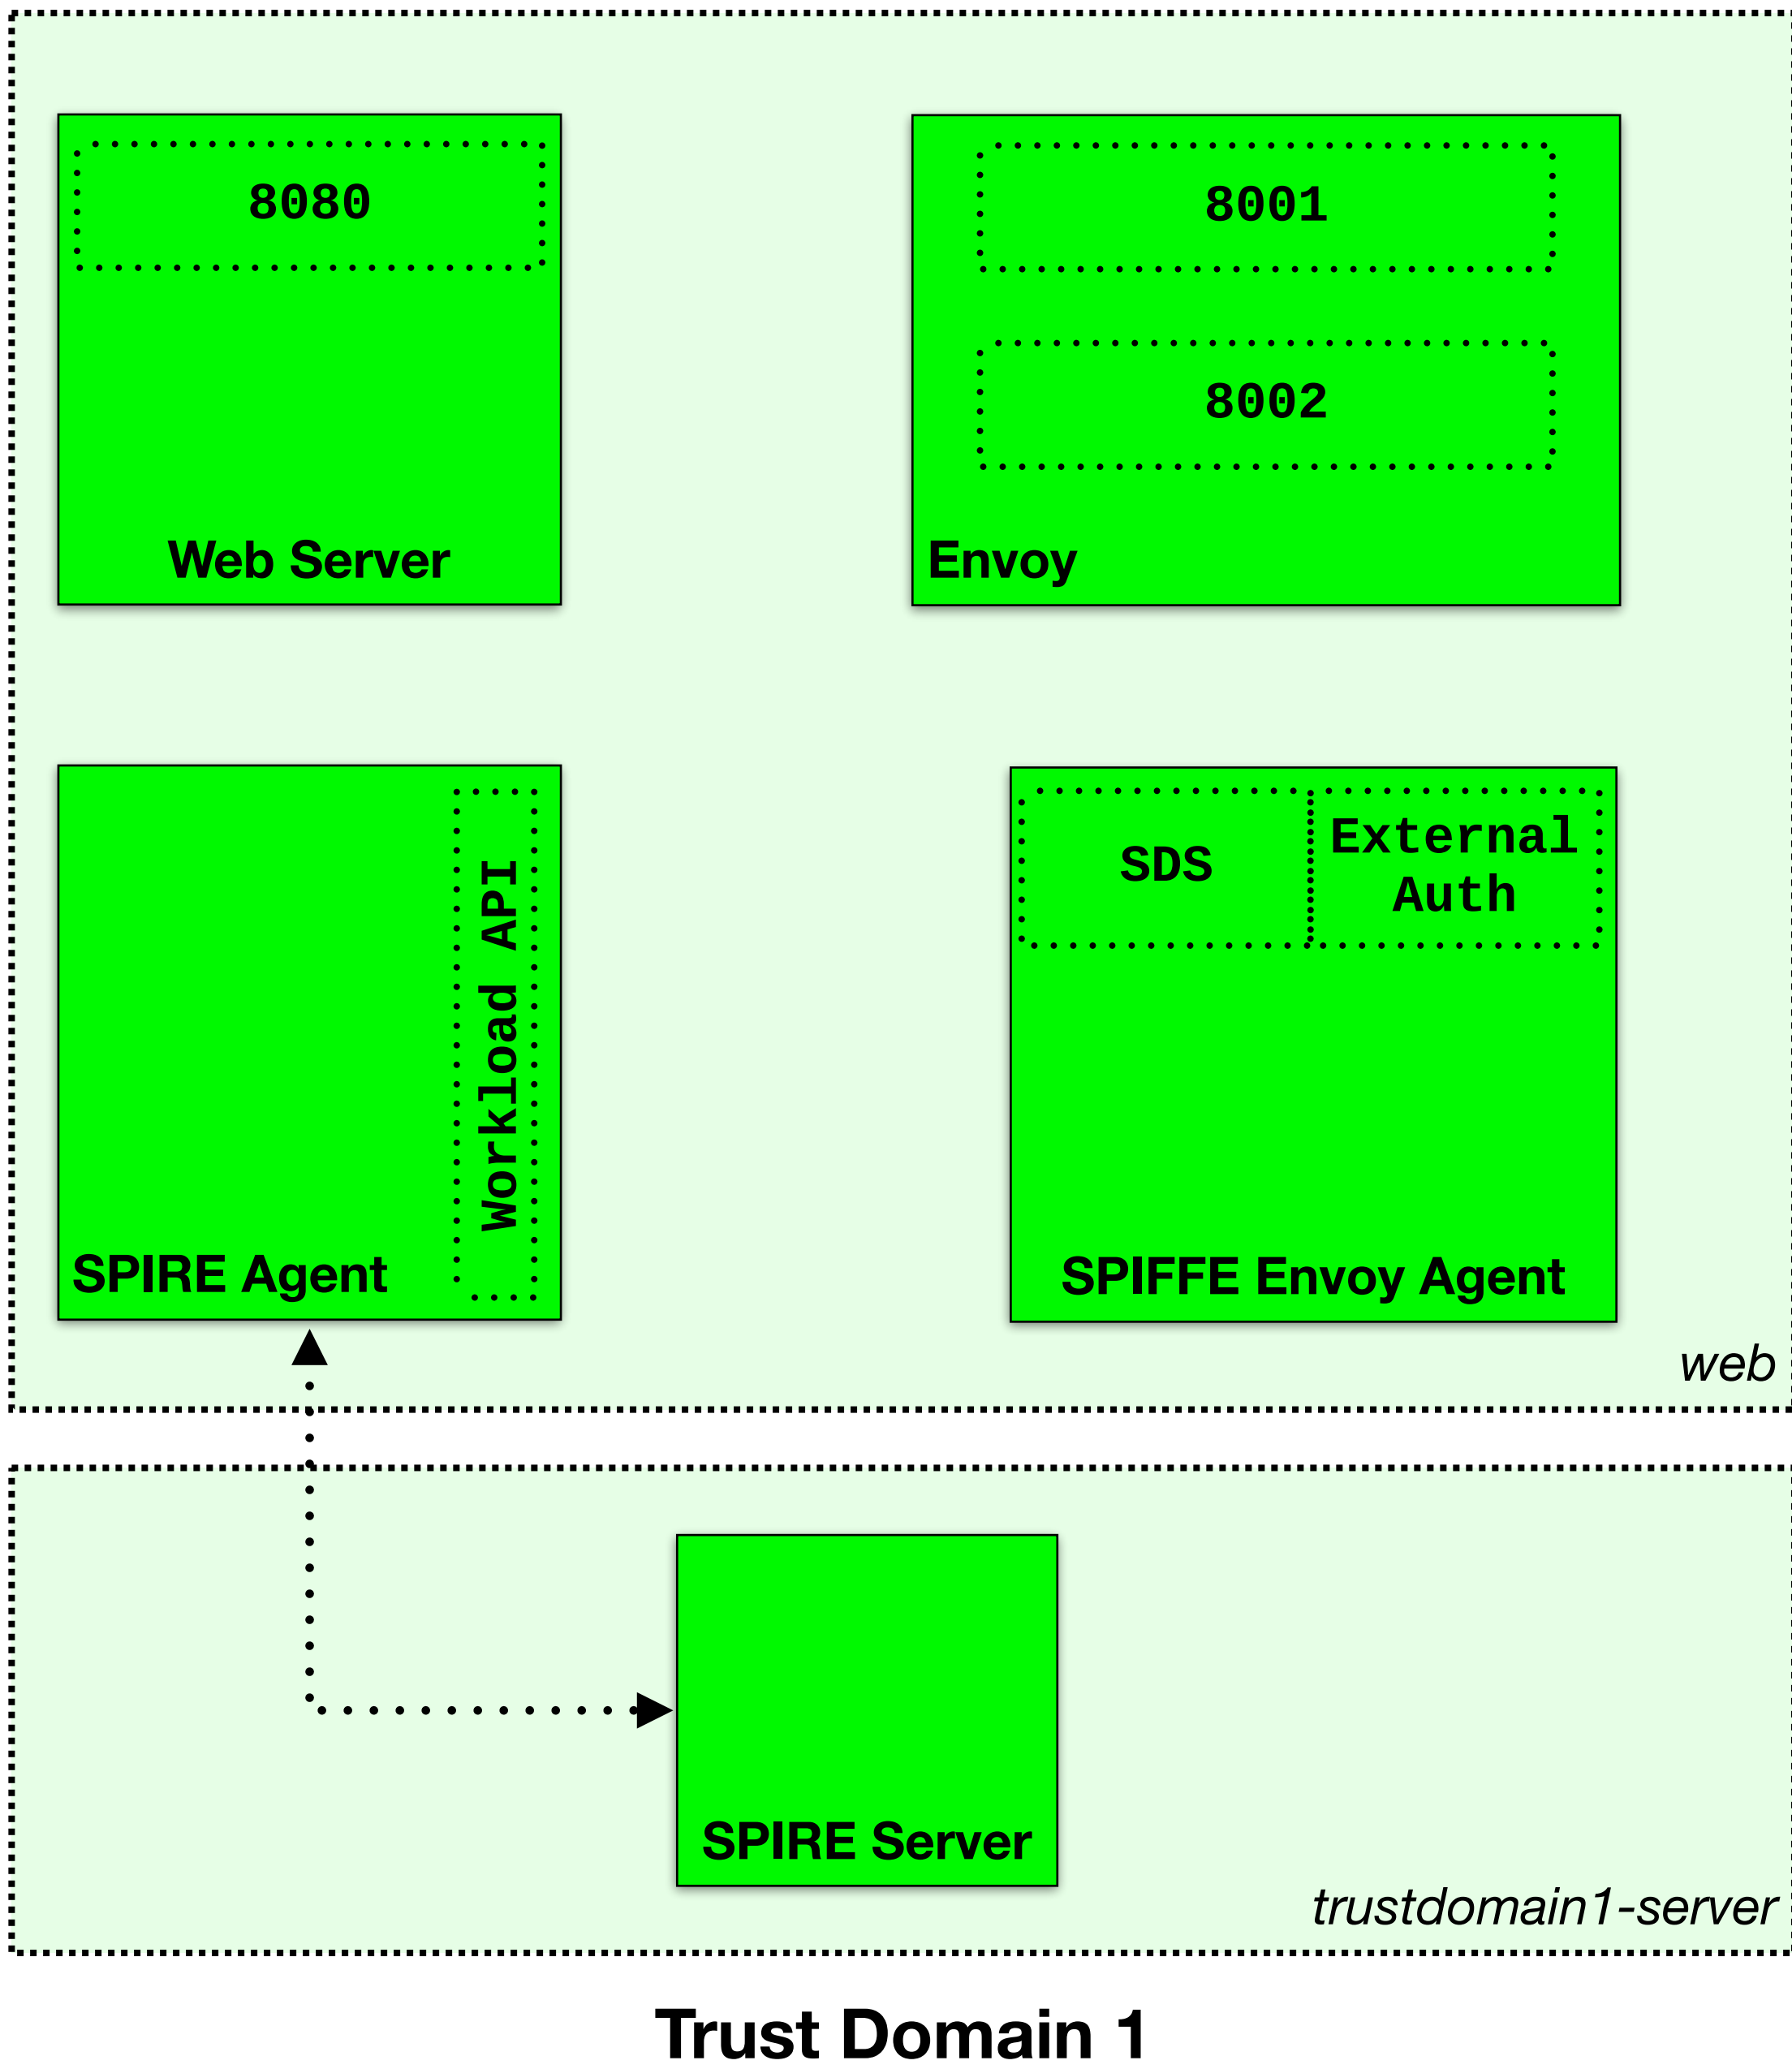 8080
Web Server
8001
8002
Envoy
Workload API
SPIRE Agent
SDS
External
Auth
SPIFFE Envoy Agent
web
SPIRE Server
trustdomain1-server
Trust Domain 1